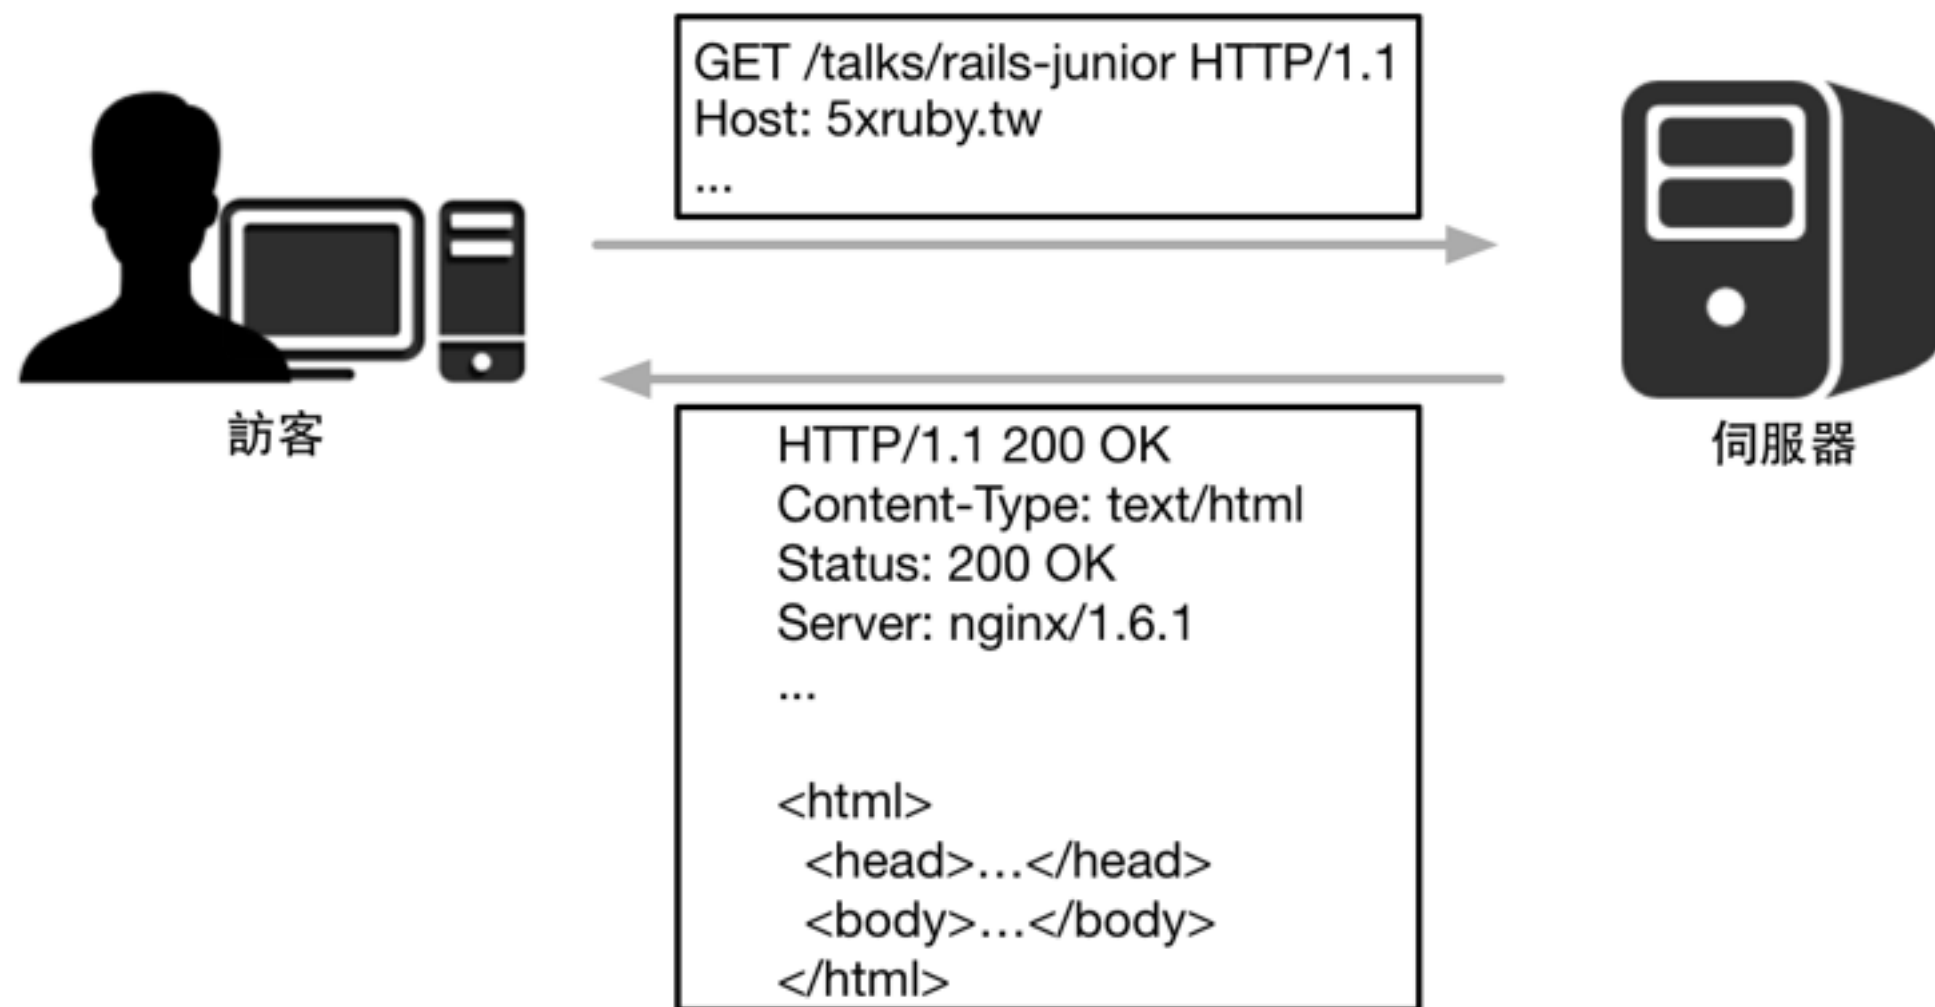 GET /talks/rails-junior HTTP/1.1
Host: 5xruby.tw
...
訪客
伺服器
HTTP/1.1 200 OK
Content-Type: text/html
Status: 200 OK
Server: nginx/1.6.1
...
<html>
<head>...</head>
<body>...</body>
</html>